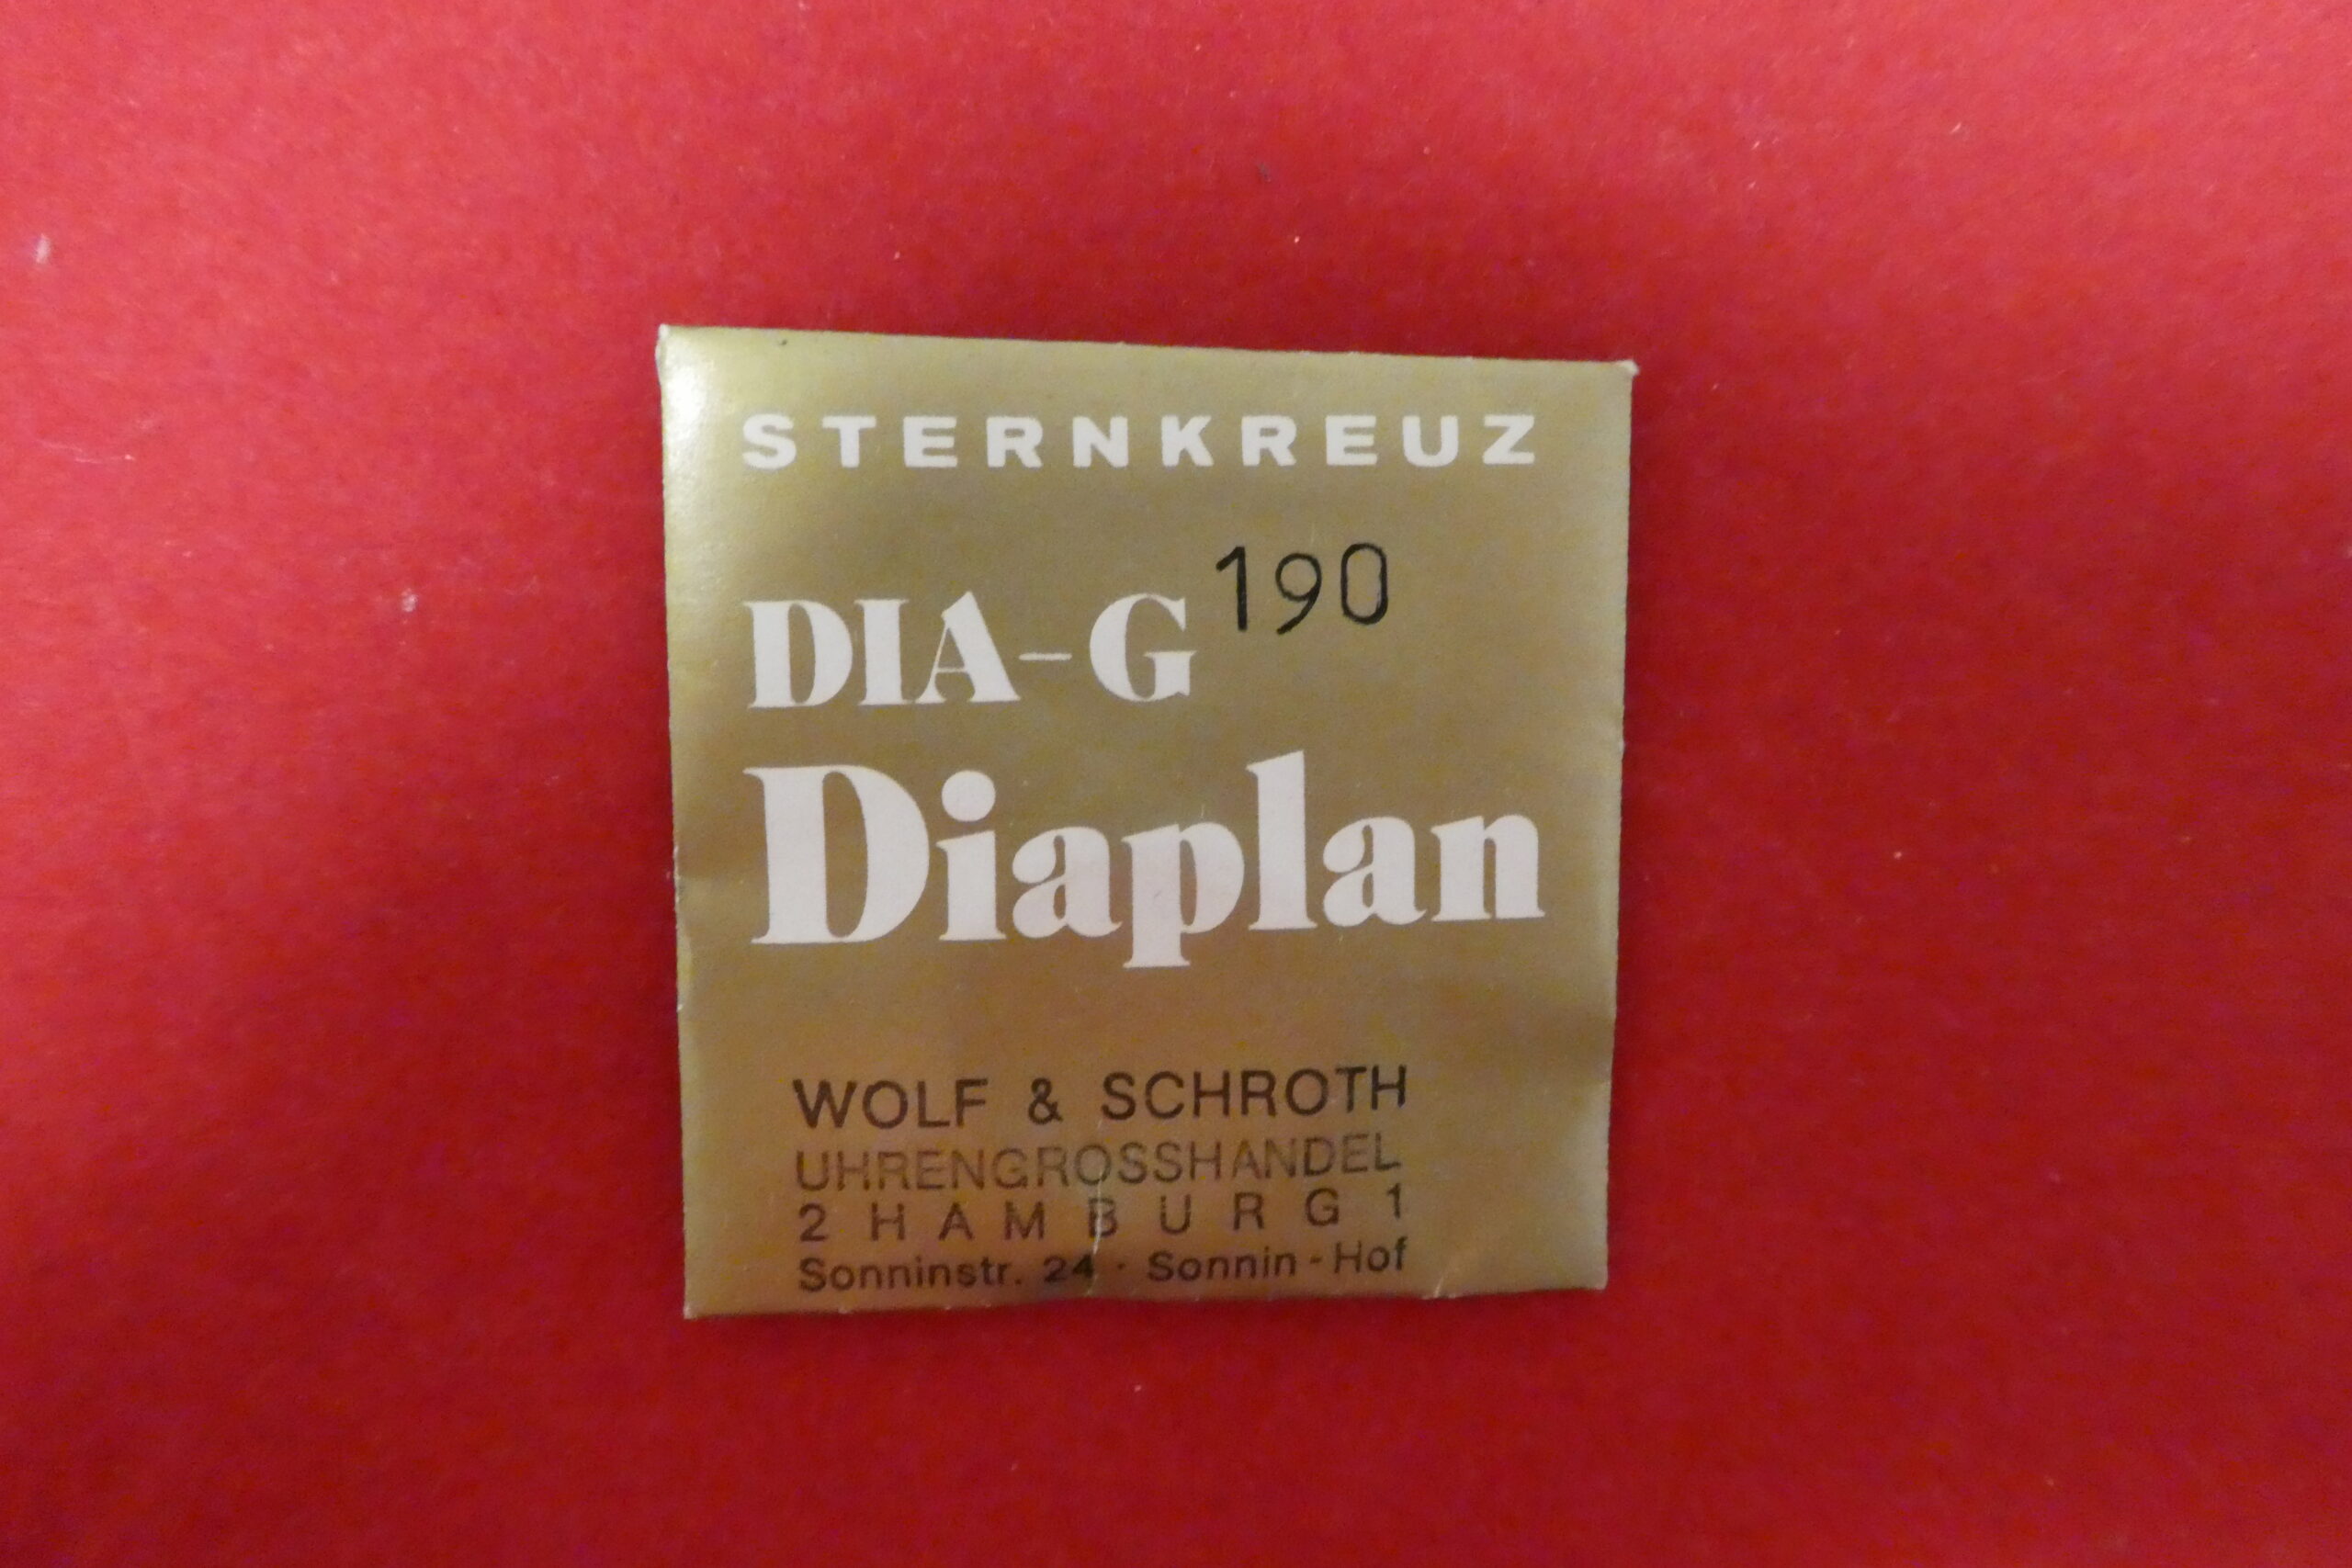 STERNKREUZ
DIA-G 190
Diaplan
WOLF & SCHROTH
UHRENGROSSHANDEL
2 HAMBURG 1
Sonninstr. 24 · Sonnin-Hof